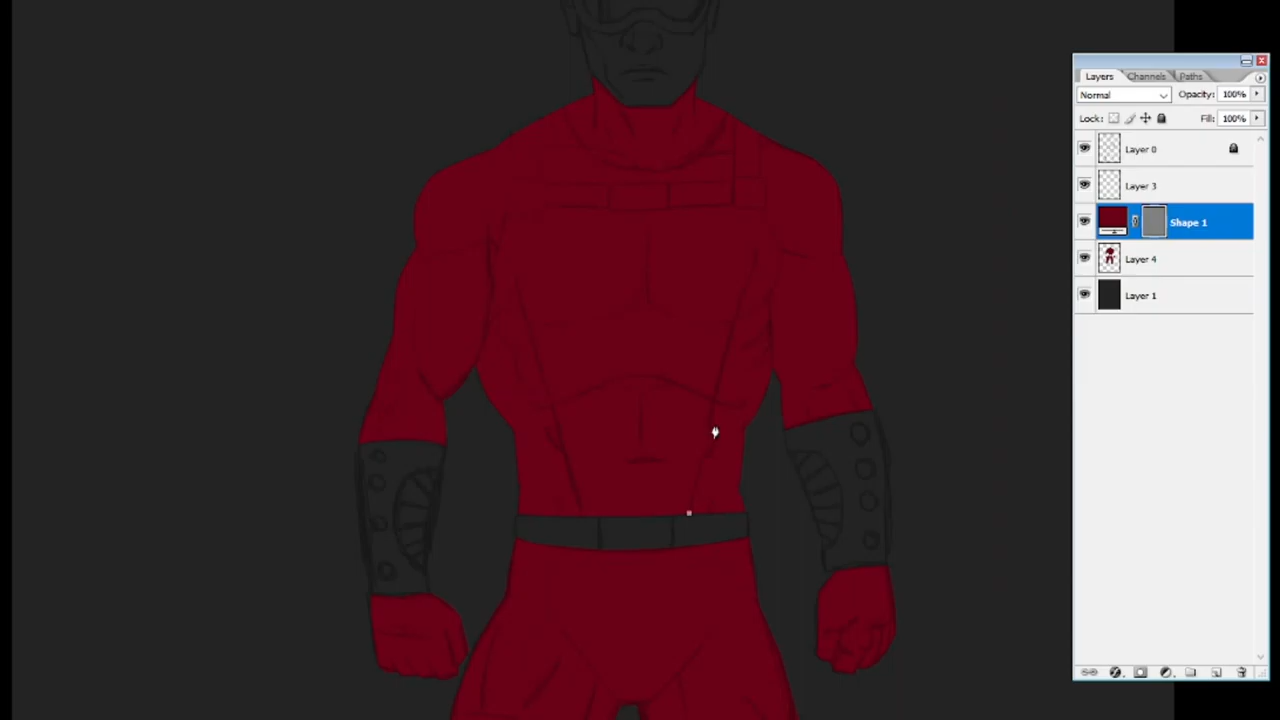 Layers Channels Paths
Normal Opacity: 100%
Lock: Fill: 100%
Layer 0
Layer 3
Shape 1
Layer 4
Layer 1